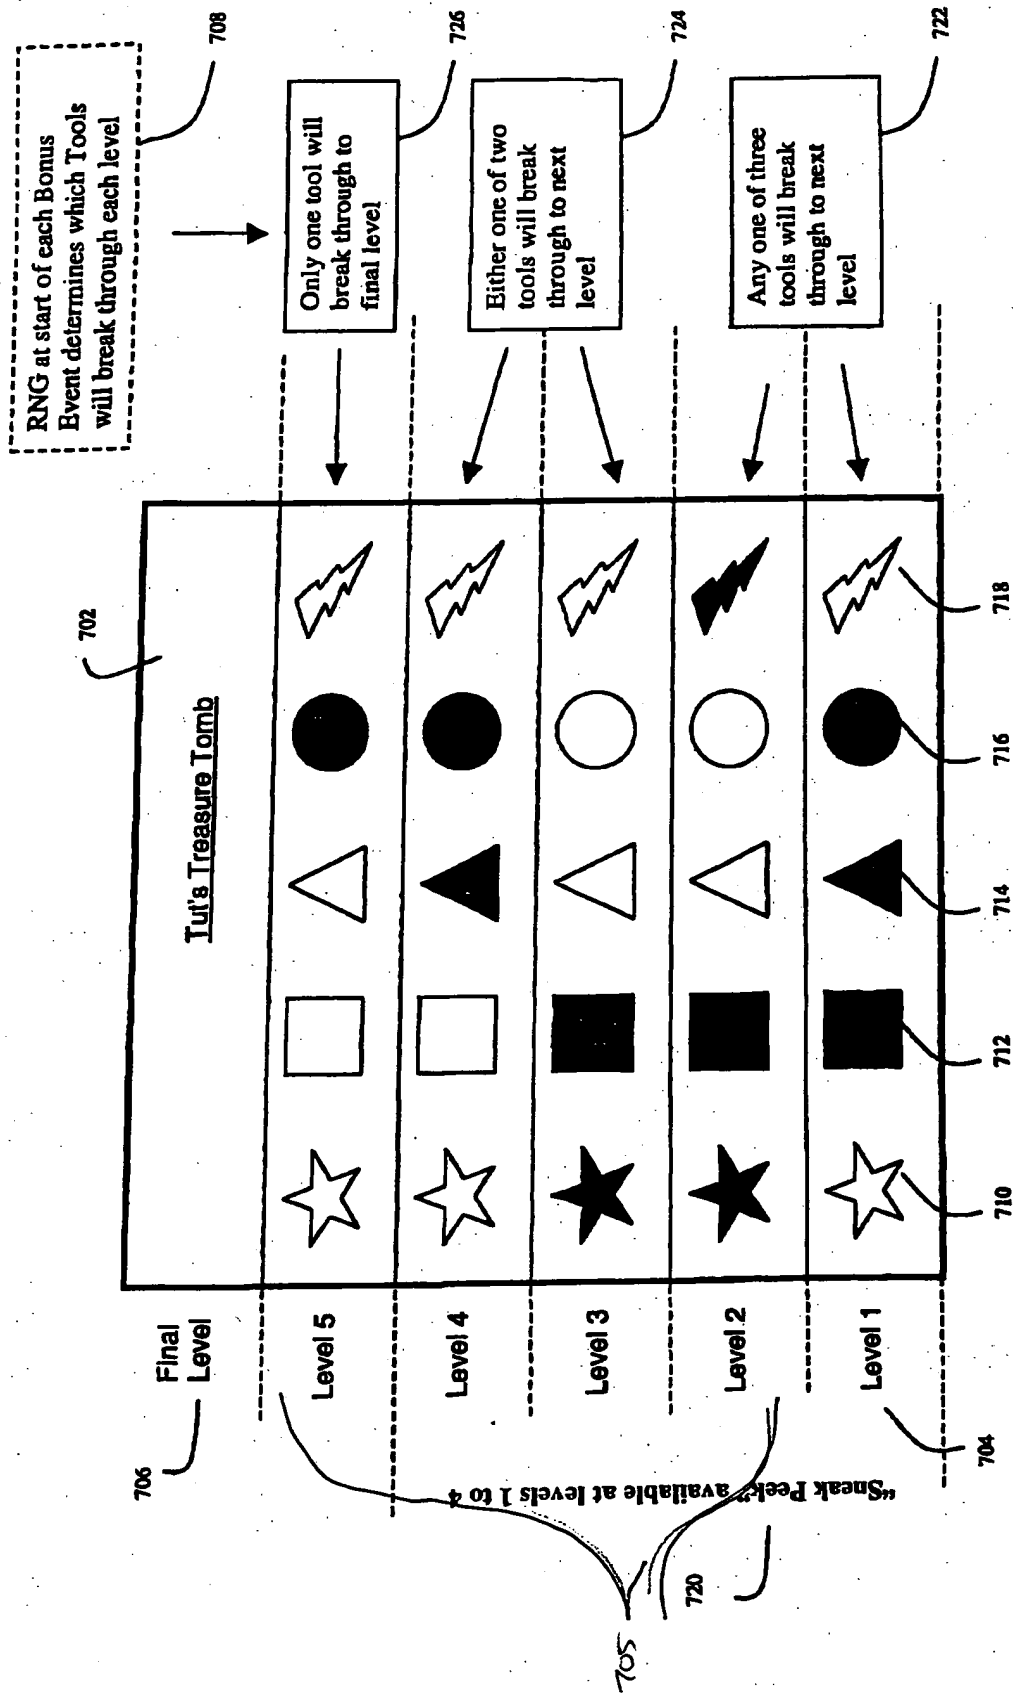 708
RNG at start of each Bonus
Event determines which Tools
will break through each level
726
Only one tool will
break through to
final level
724
Either one of two
tools will break
through to next
level
722
Any one of three
tools will break
through to next
level
702
Tut's Treasure Tomb
706
Final
Level
Level 5
Level 4
Level 3
Level 2
Level 1
704
710
712
714
716
718
"Sneak Peek" available at levels 1 to 4
720
705